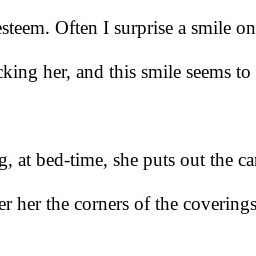 esteem. Often I surprise a smile on
cking her, and this smile seems to
g, at bed-time, she puts out the ca
er her the corners of the coverings